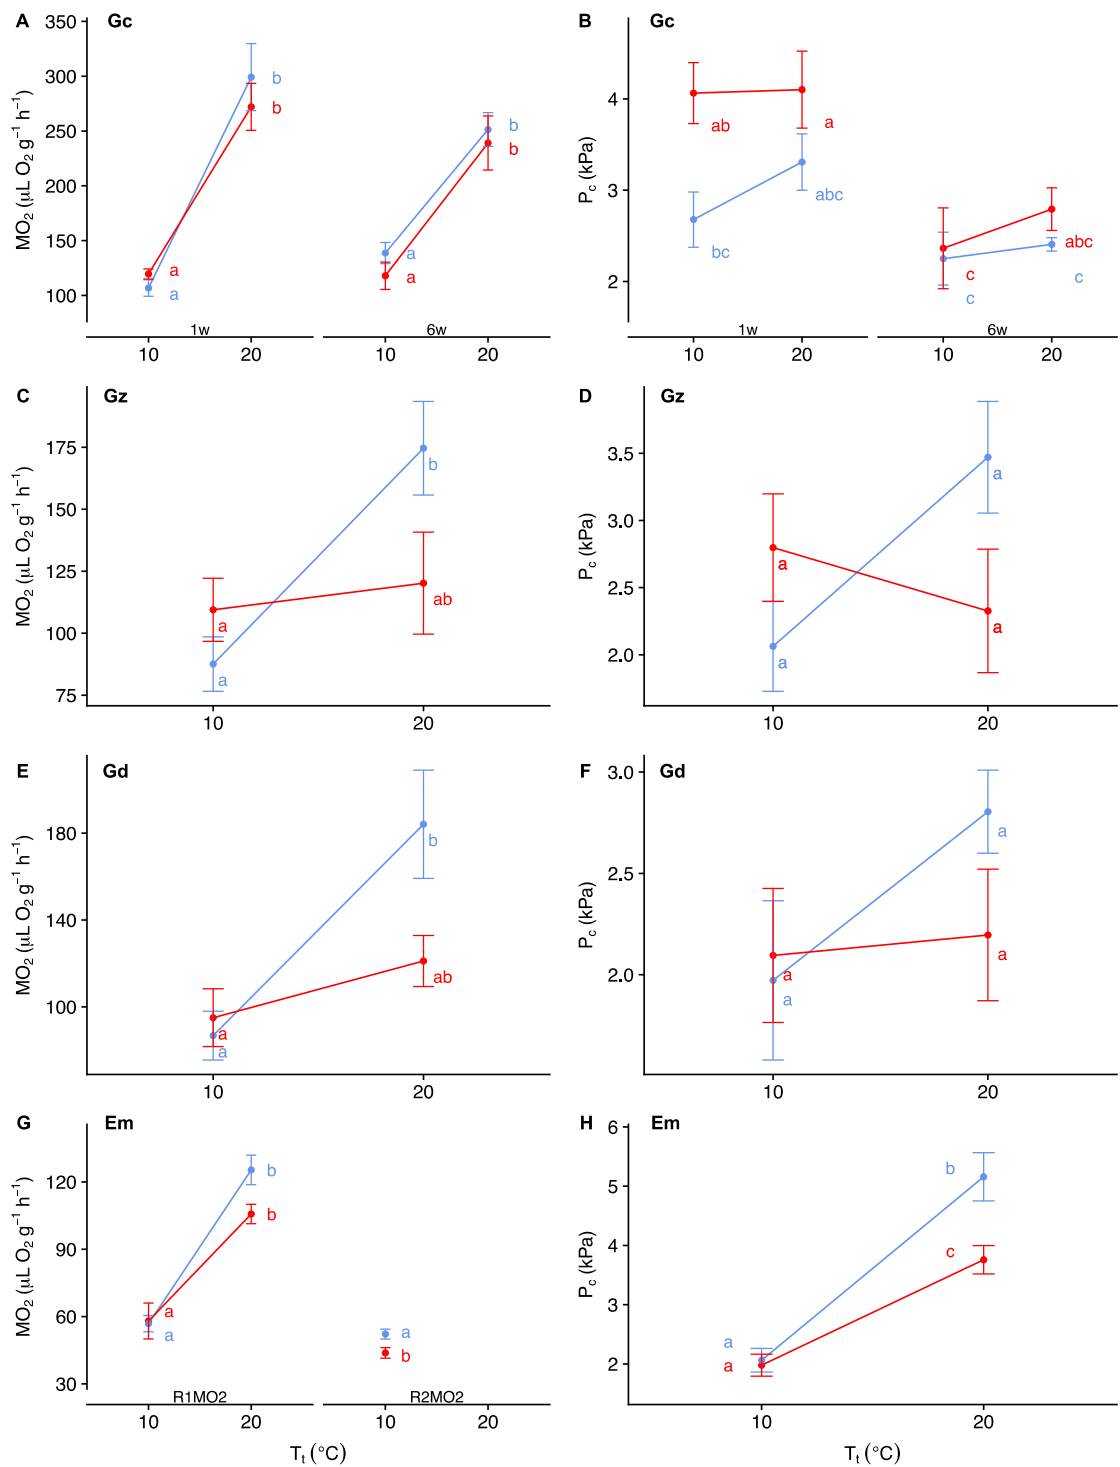 A Gc
350
300
250
200
150
100
MO₂ (μL O₂ g⁻¹ h⁻¹)
b
b
a
a
b
b
a
a
1w 6w
10 20 10 20
B Gc
4
3
2
P꜀ (kPa)
ab
a
abc
bc
abc
c
c
c
1w 6w
10 20 10 20
C Gz
175
150
125
100
75
MO₂ (μL O₂ g⁻¹ h⁻¹)
b
ab
a
a
10 20
D Gz
3.5
3.0
2.5
2.0
P꜀ (kPa)
a
a
a
a
10 20
E Gd
180
140
100
MO₂ (μL O₂ g⁻¹ h⁻¹)
b
ab
a
a
10 20
F Gd
3.0
2.5
2.0
P꜀ (kPa)
a
a
a
a
10 20
G Em
120
90
60
30
MO₂ (μL O₂ g⁻¹ h⁻¹)
b
b
a
a
a
b
R1MO2 R2MO2
10 20 10 20
Tₜ (°C)
H Em
6
5
4
3
2
P꜀ (kPa)
b
c
a
a
10 20
Tₜ (°C)